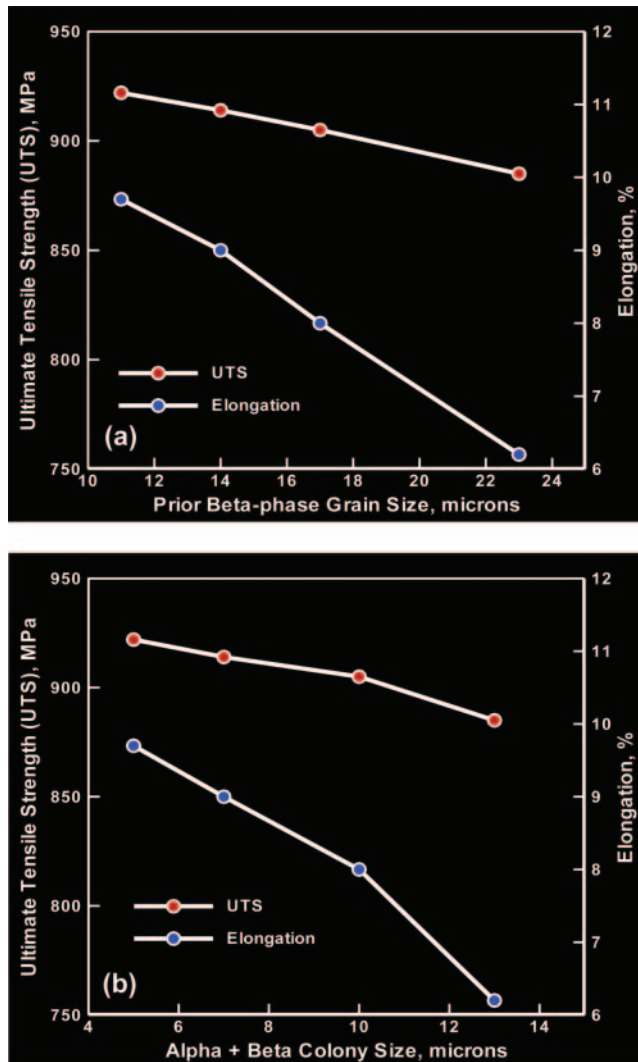 950
900
850
800
750
Ultimate Tensile Strength (UTS), MPa
12
11
10
9
8
7
6
Elongation, %
UTS
Elongation
(a)
10 12 14 16 18 20 22 24
Prior Beta-phase Grain Size, microns
950
900
850
800
750
Ultimate Tensile Strength (UTS), MPa
12
11
10
9
8
7
6
Elongation, %
UTS
Elongation
(b)
4 6 8 10 12 14
Alpha + Beta Colony Size, microns